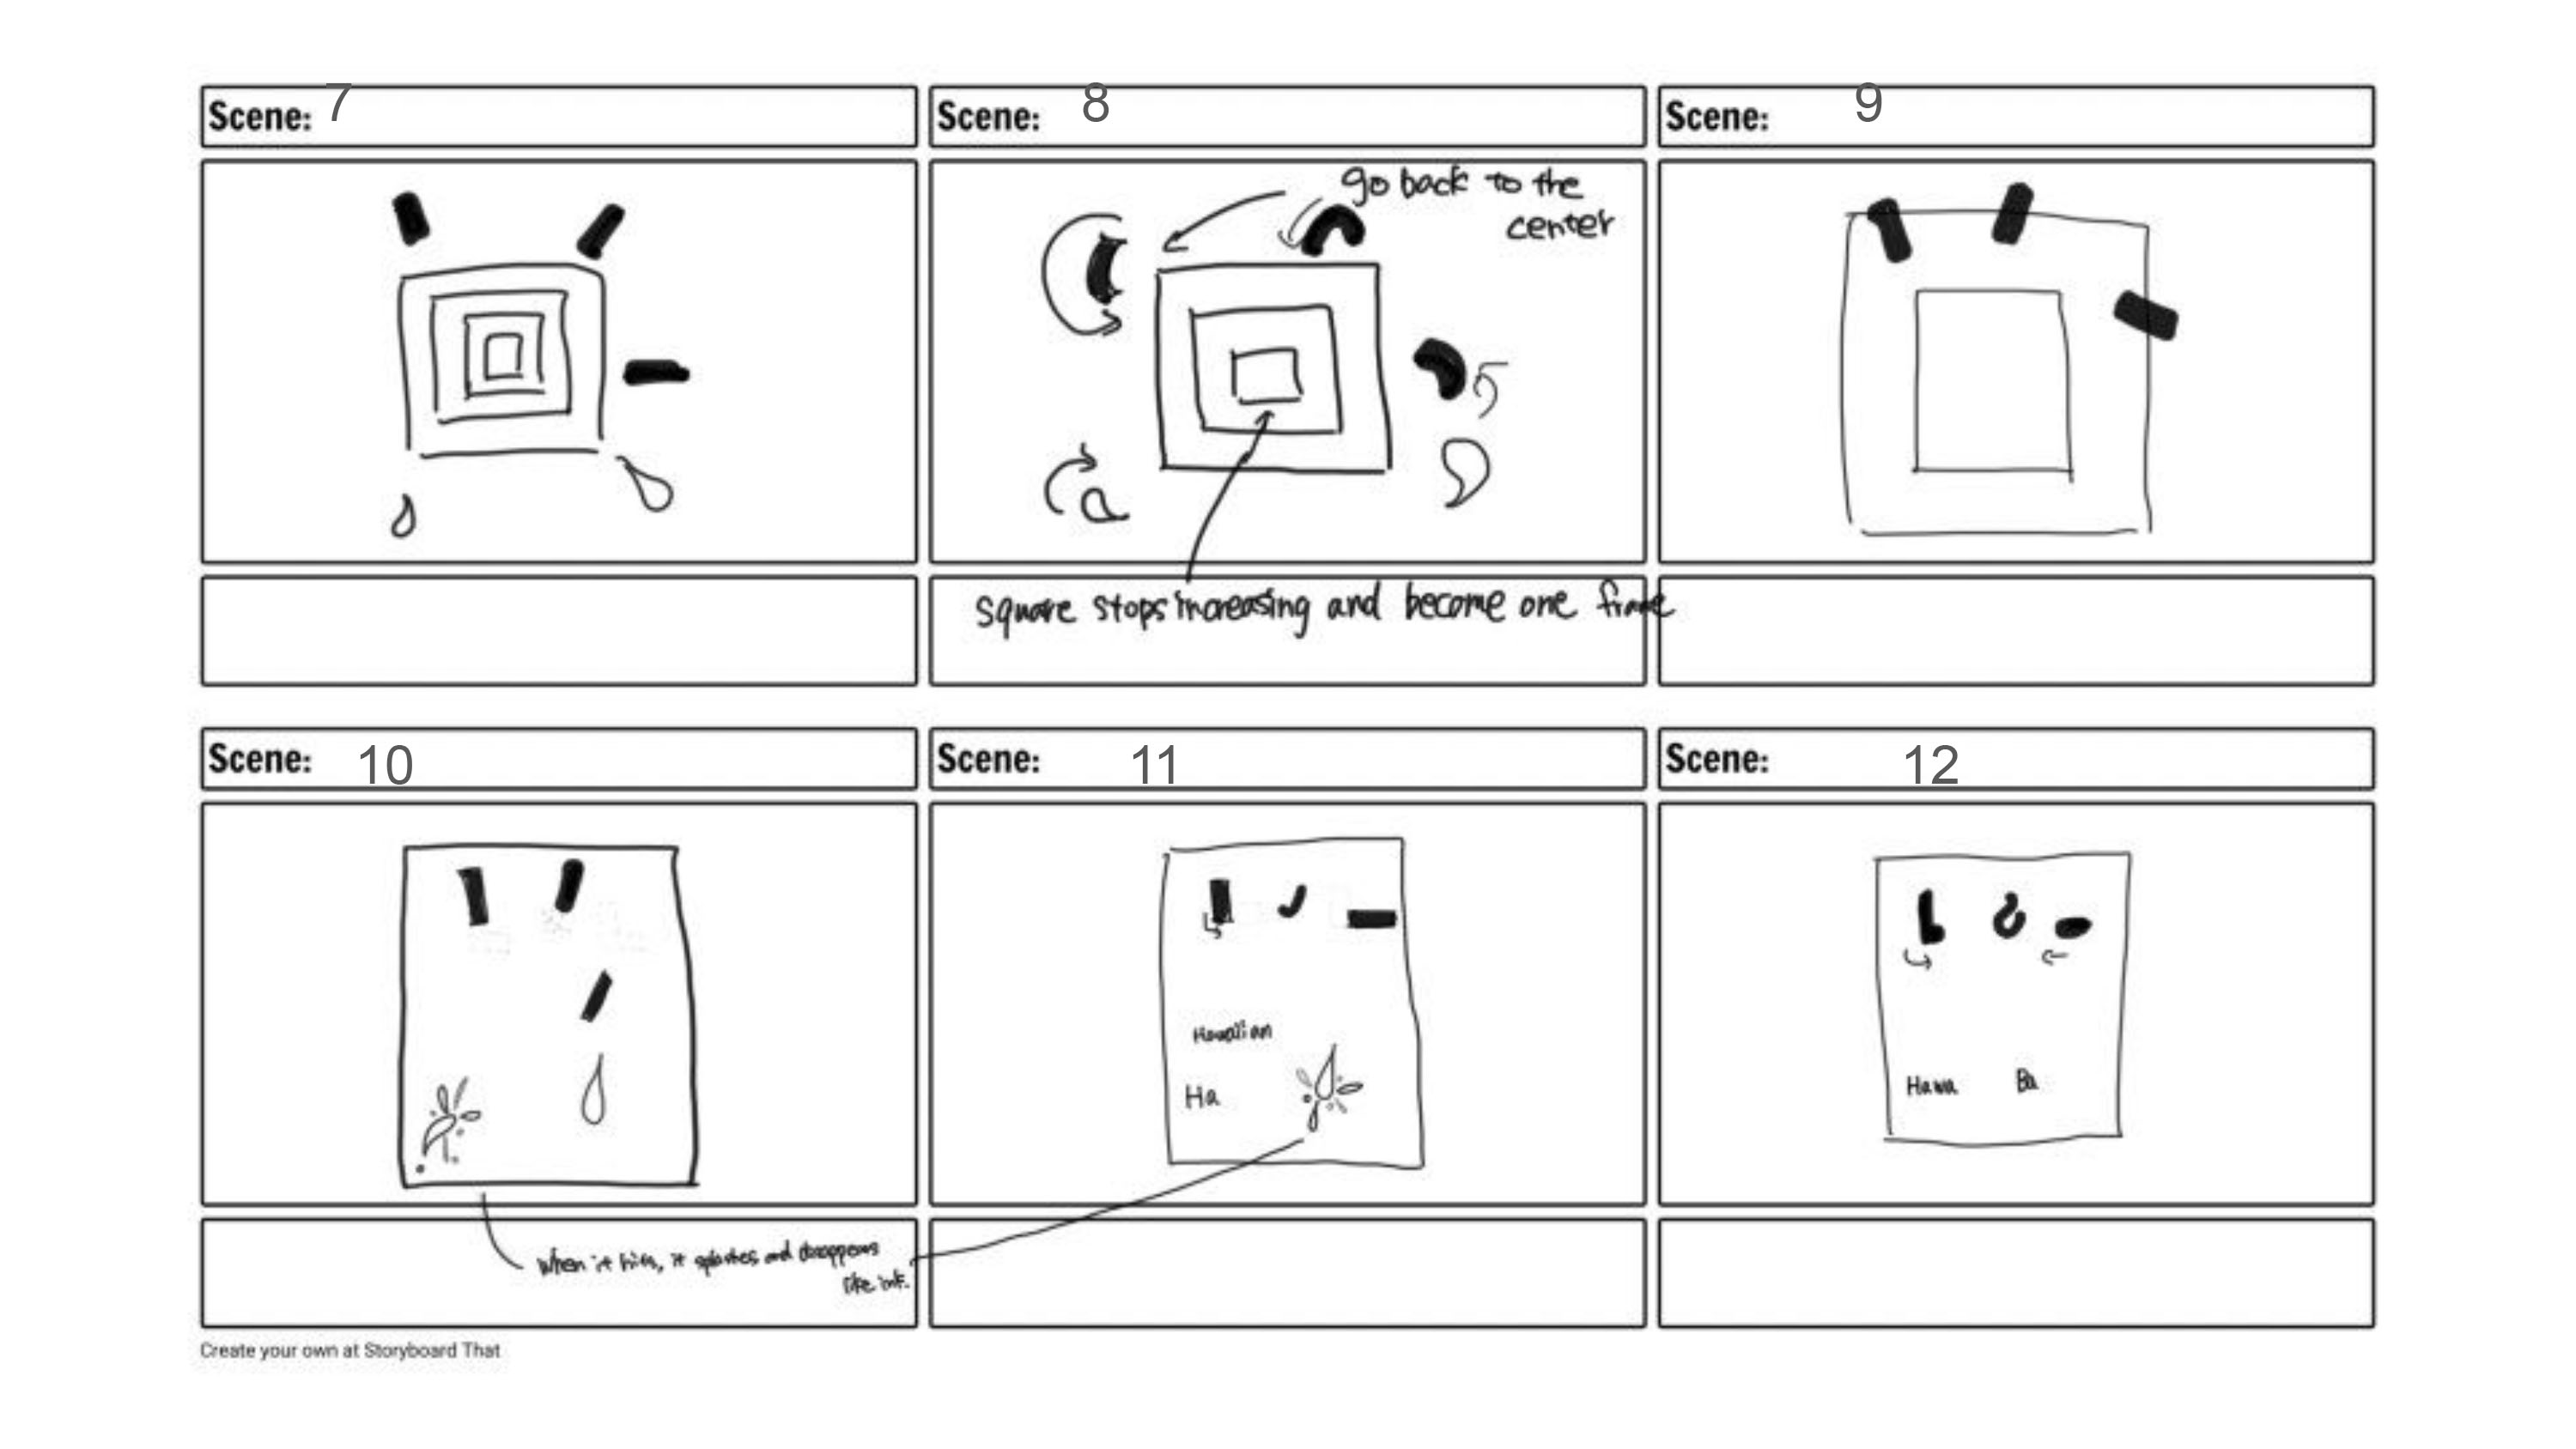 Scene: 7
Scene: 8
Scene: 9
go back to the
center
Square stops increasing and become one frame
Scene: 10
Scene: 11
Scene: 12
Hawaiian
Ha
Hawa Ba
When it hits, it splashes and disappears
like ink.
Create your own at Storyboard That